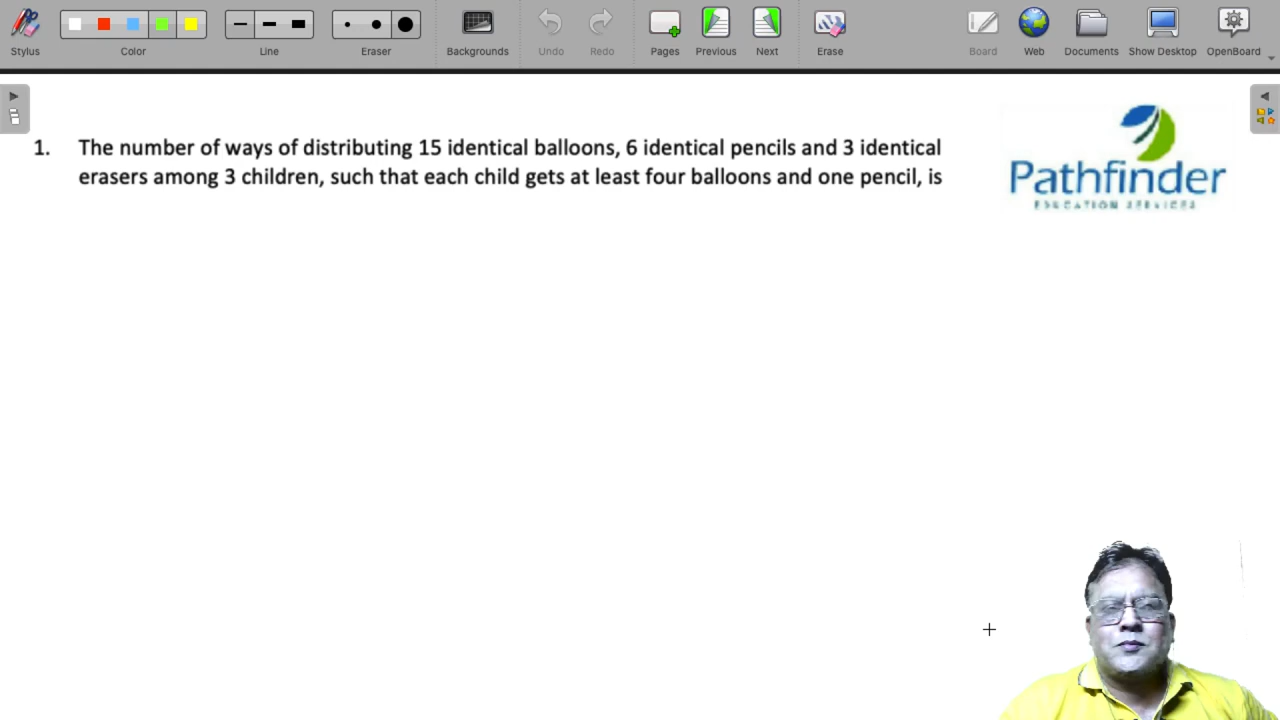 Stylus
Color
Line
Eraser
Backgrounds
Undo
Redo
Pages
Previous
Next
Erase
Board
Web
Documents
Show Desktop
OpenBoard
1. The number of ways of distributing 15 identical balloons, 6 identical pencils and 3 identical
erasers among 3 children, such that each child gets at least four balloons and one pencil, is
Pathfinder
EDUCATION SERVICES